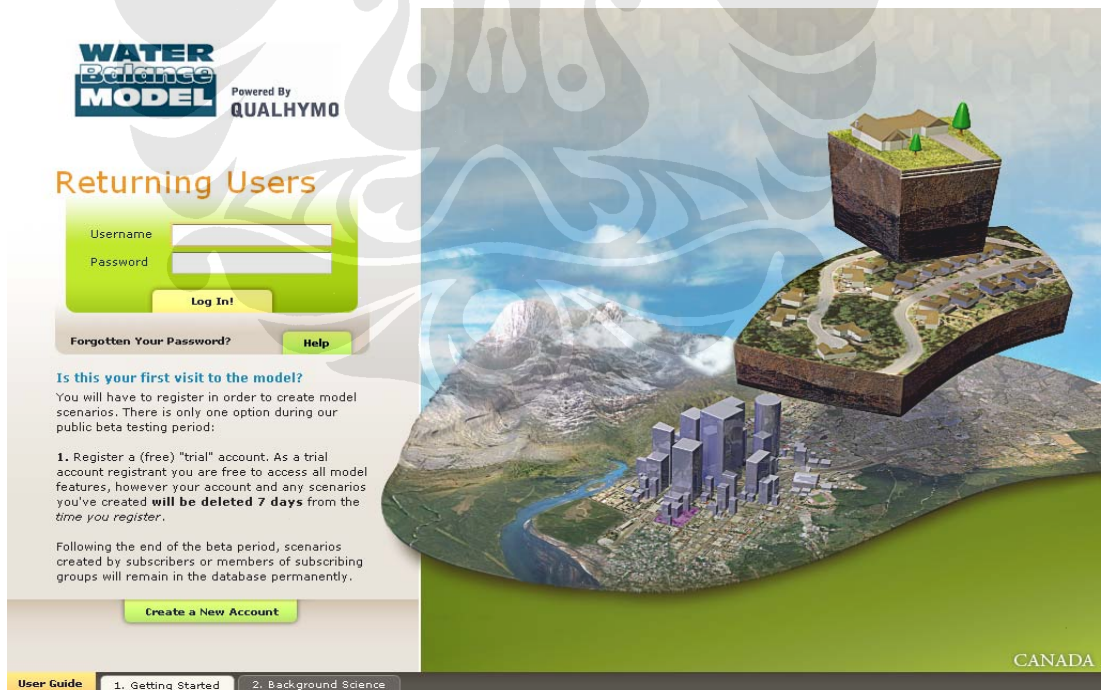 WATER
Balance
MODEL
Powered By
QUALHYMO
Returning Users
Username
Password
Log In!
Forgotten Your Password?
Help
Is this your first visit to the model?
You will have to register in order to create model
scenarios. There is only one option during our
public beta testing period:
1. Register a (free) "trial" account. As a trial
account registrant you are free to access all model
features, however your account and any scenarios
you've created will be deleted 7 days from the
time you register.
Following the end of the beta period, scenarios
created by subscribers or members of subscribing
groups will remain in the database permanently.
Create a New Account
CANADA
User Guide
1. Getting Started
2. Background Science